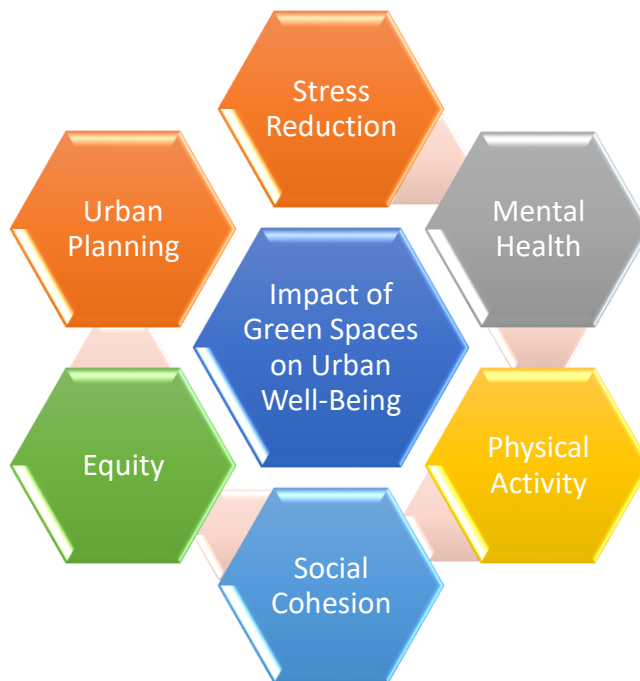 Stress
Reduction
Urban
Planning
Mental
Health
Impact of
Green Spaces
on Urban
Well-Being
Equity
Physical
Activity
Social
Cohesion